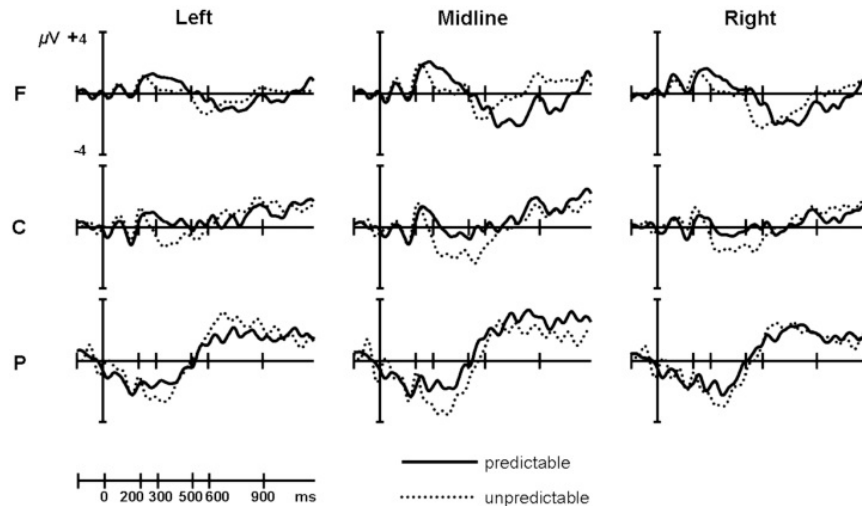 Left Midline Right
µV +4
F
-4
C
P
predictable
0 200 300 500 600 900 ms
unpredictable